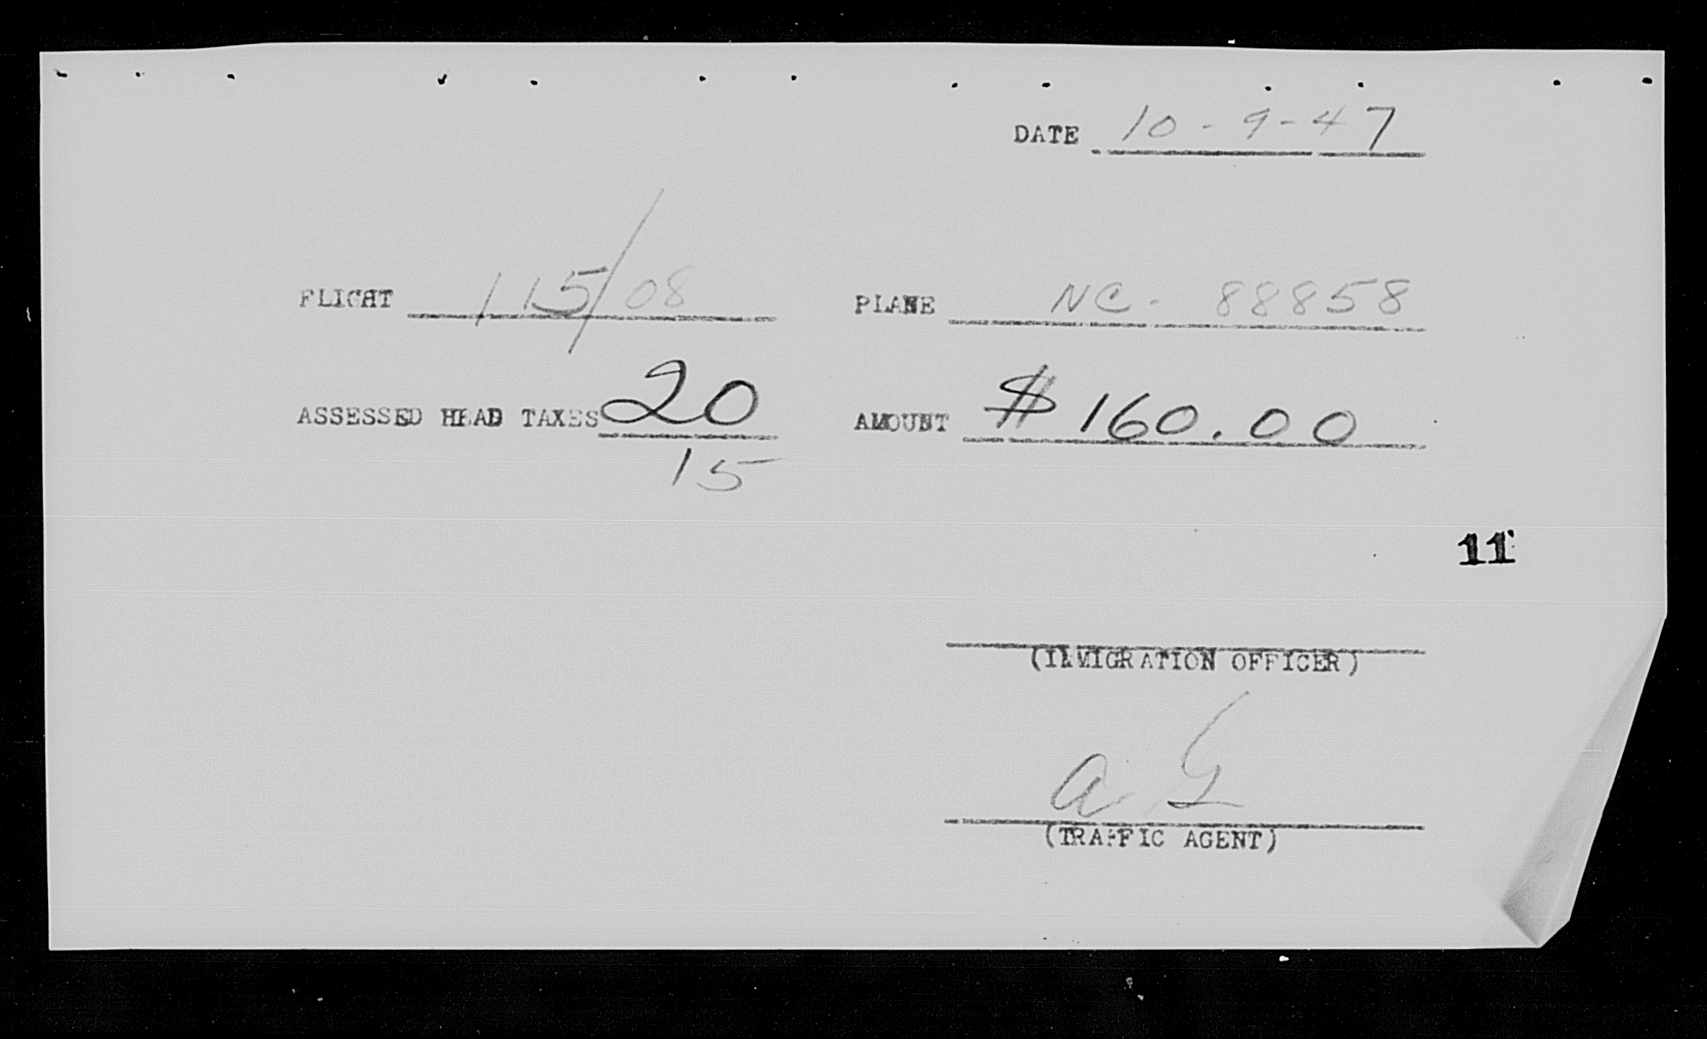 DATE 10-9-47
FLIGHT 115/08 PLANE NC-88858
ASSESSED HEAD TAXES 20 AMOUNT $160.00
15
11
(IMMIGRATION OFFICER)
a G
(TRAFFIC AGENT)